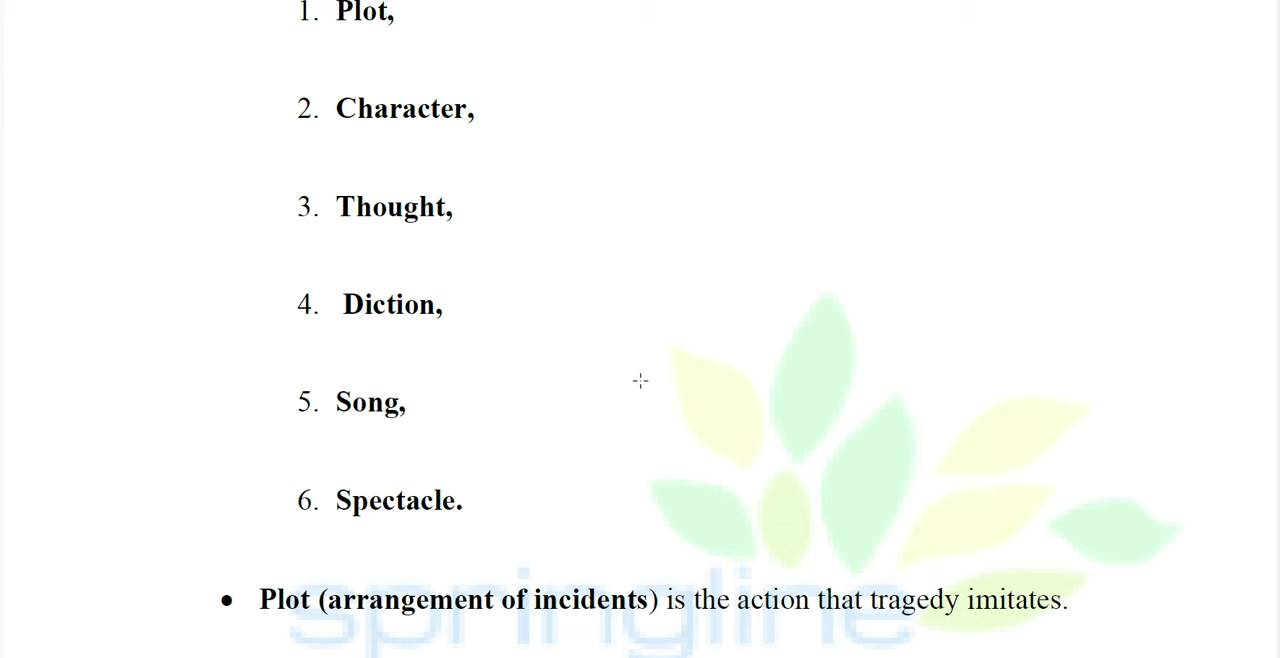 1. Plot,
2. Character,
3. Thought,
4. Diction,
5. Song,
6. Spectacle.
• Plot (arrangement of incidents) is the action that tragedy imitates.
springline